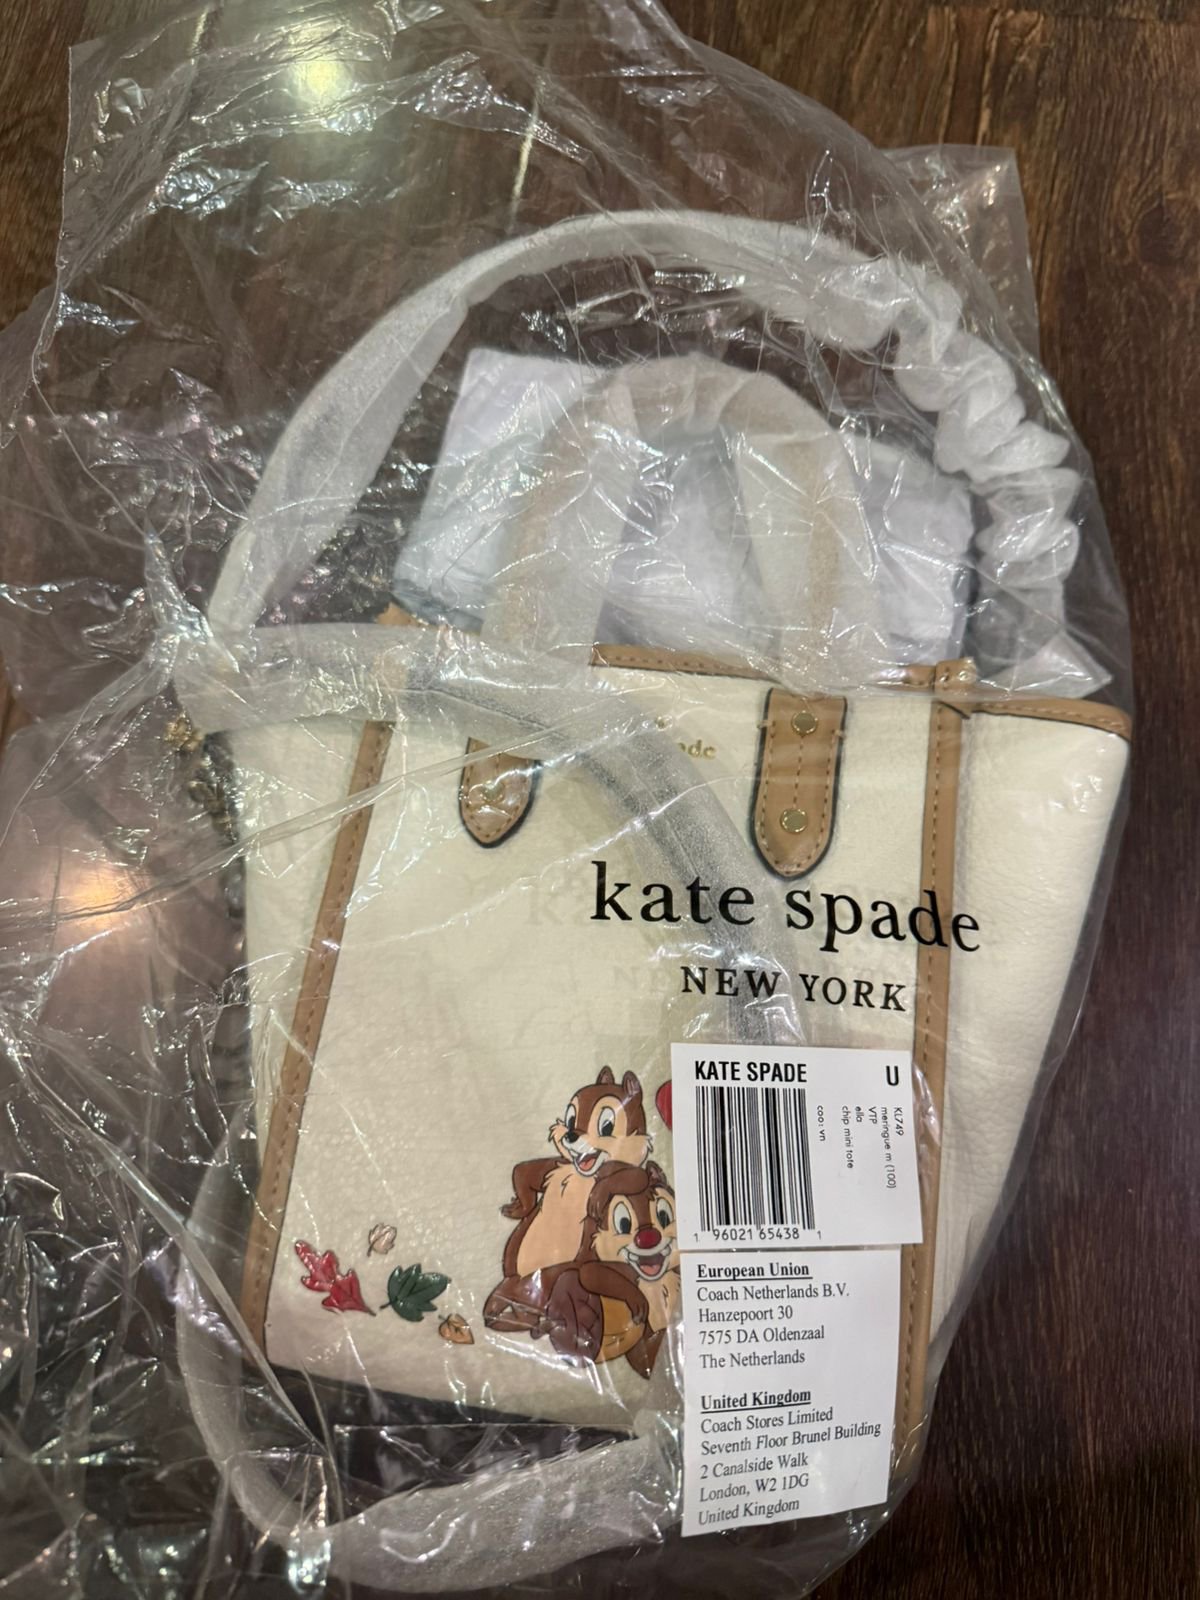 ade
kate spade
NEW YORK
KATE SPADE U
KL749
meringue m (100)
VTP
ella
chip mini tote
coo: vn
1 96021 65438 1
European Union
Coach Netherlands B.V.
Hanzepoort 30
7575 DA Oldenzaal
The Netherlands
United Kingdom
Coach Stores Limited
Seventh Floor Brunel Building
2 Canalside Walk
London, W2 1DG
United Kingdom